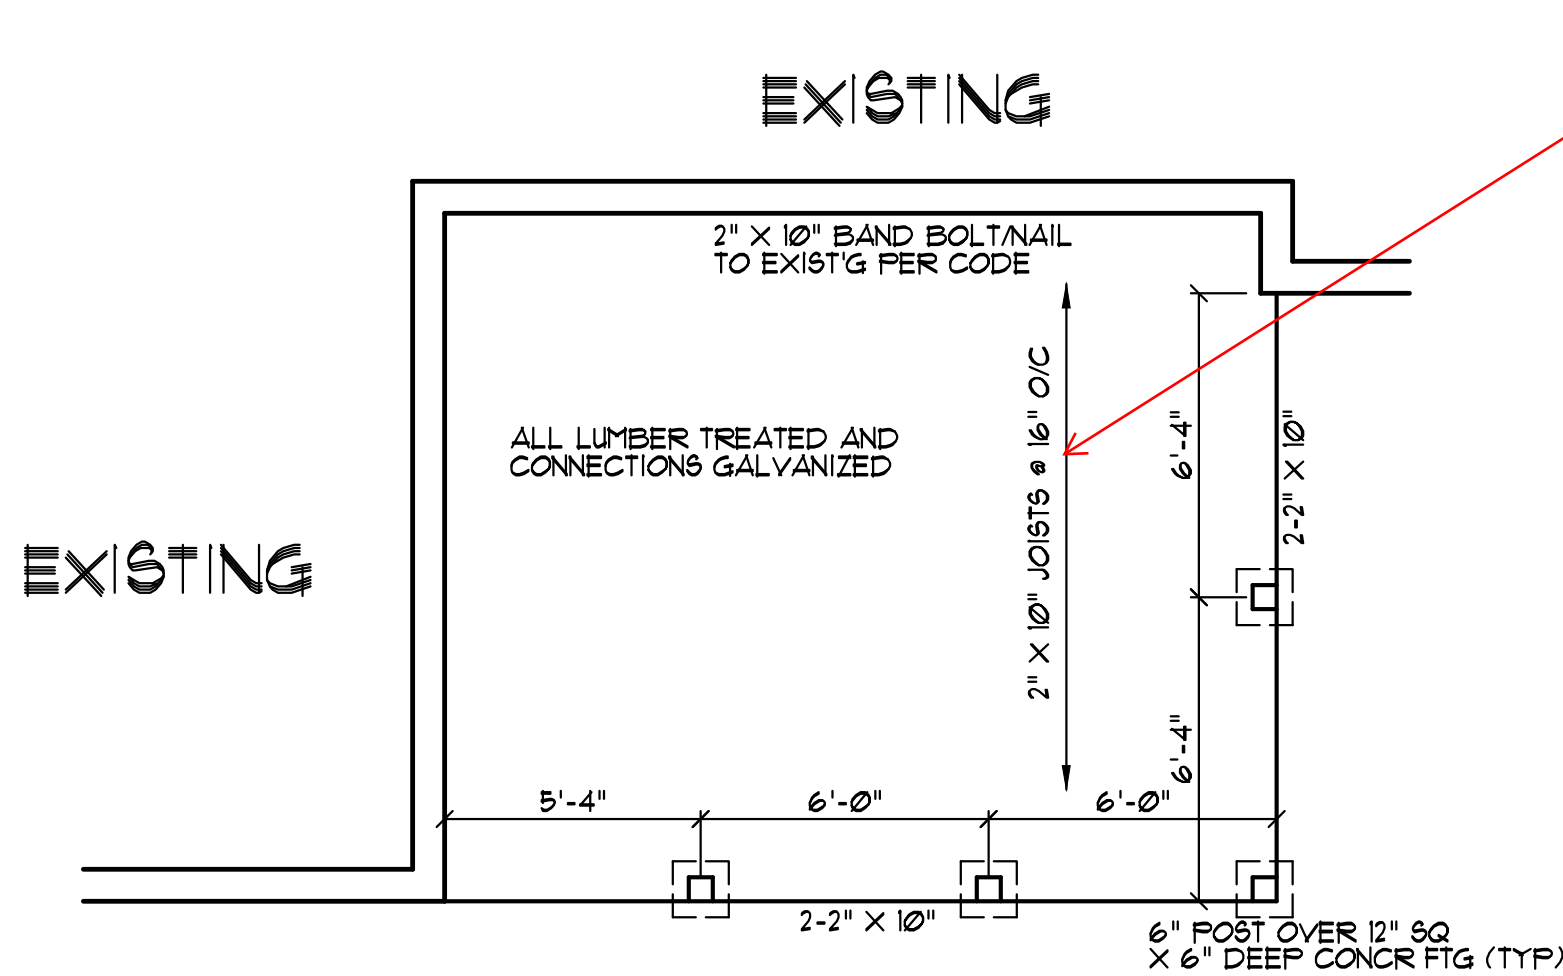 EXISTING
2" X 10" BAND BOLT/NAIL
TO EXIST'G PER CODE
2" X 10" JOISTS @ 16" O/C
6'-4"
2-2" X 10"
ALL LUMBER TREATED AND
CONNECTIONS GALVANIZED
EXISTING
6'-4"
5'-4"
6'-0"
6'-0"
2-2" X 10"
6" POST OVER 12" SQ
X 6" DEEP CONCR FTG (TYP)